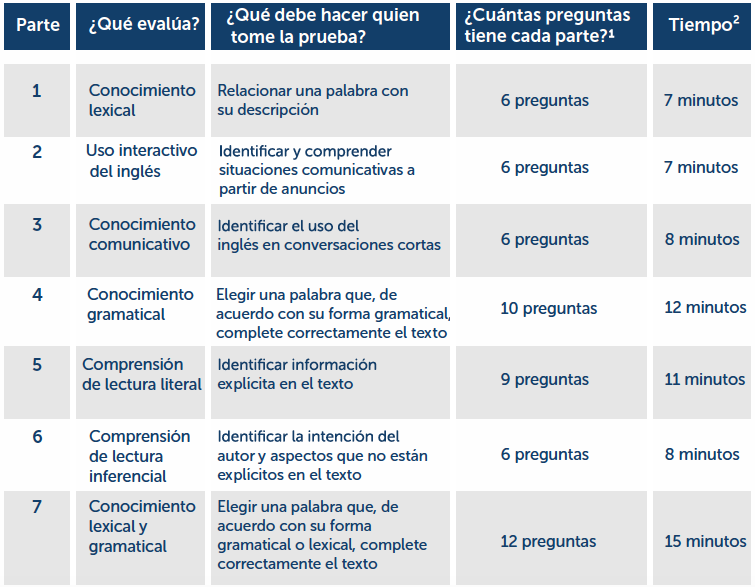 Parte
¿Qué evalúa?
¿Qué debe hacer quien
tome la prueba?
¿Cuántas preguntas
tiene cada parte?¹
Tiempo²
1
Conocimiento
lexical
Relacionar una palabra con
su descripción
6 preguntas
7 minutos
2
Uso interactivo
del inglés
Identificar y comprender
situaciones comunicativas a
partir de anuncios
6 preguntas
7 minutos
3
Conocimiento
comunicativo
Identificar el uso del
inglés en conversaciones cortas
6 preguntas
8 minutos
4
Conocimiento
gramatical
Elegir una palabra que, de
acuerdo con su forma gramatical,
complete correctamente el texto
10 preguntas
12 minutos
5
Comprensión
de lectura literal
Identificar información
explícita en el texto
9 preguntas
11 minutos
6
Comprensión
de lectura
inferencial
Identificar la intención del
autor y aspectos que no están
explicitos en el texto
6 preguntas
8 minutos
7
Conocimiento
lexical y
gramatical
Elegir una palabra que, de
acuerdo con su forma
gramatical o lexical, complete
correctamente el texto
12 preguntas
15 minutos